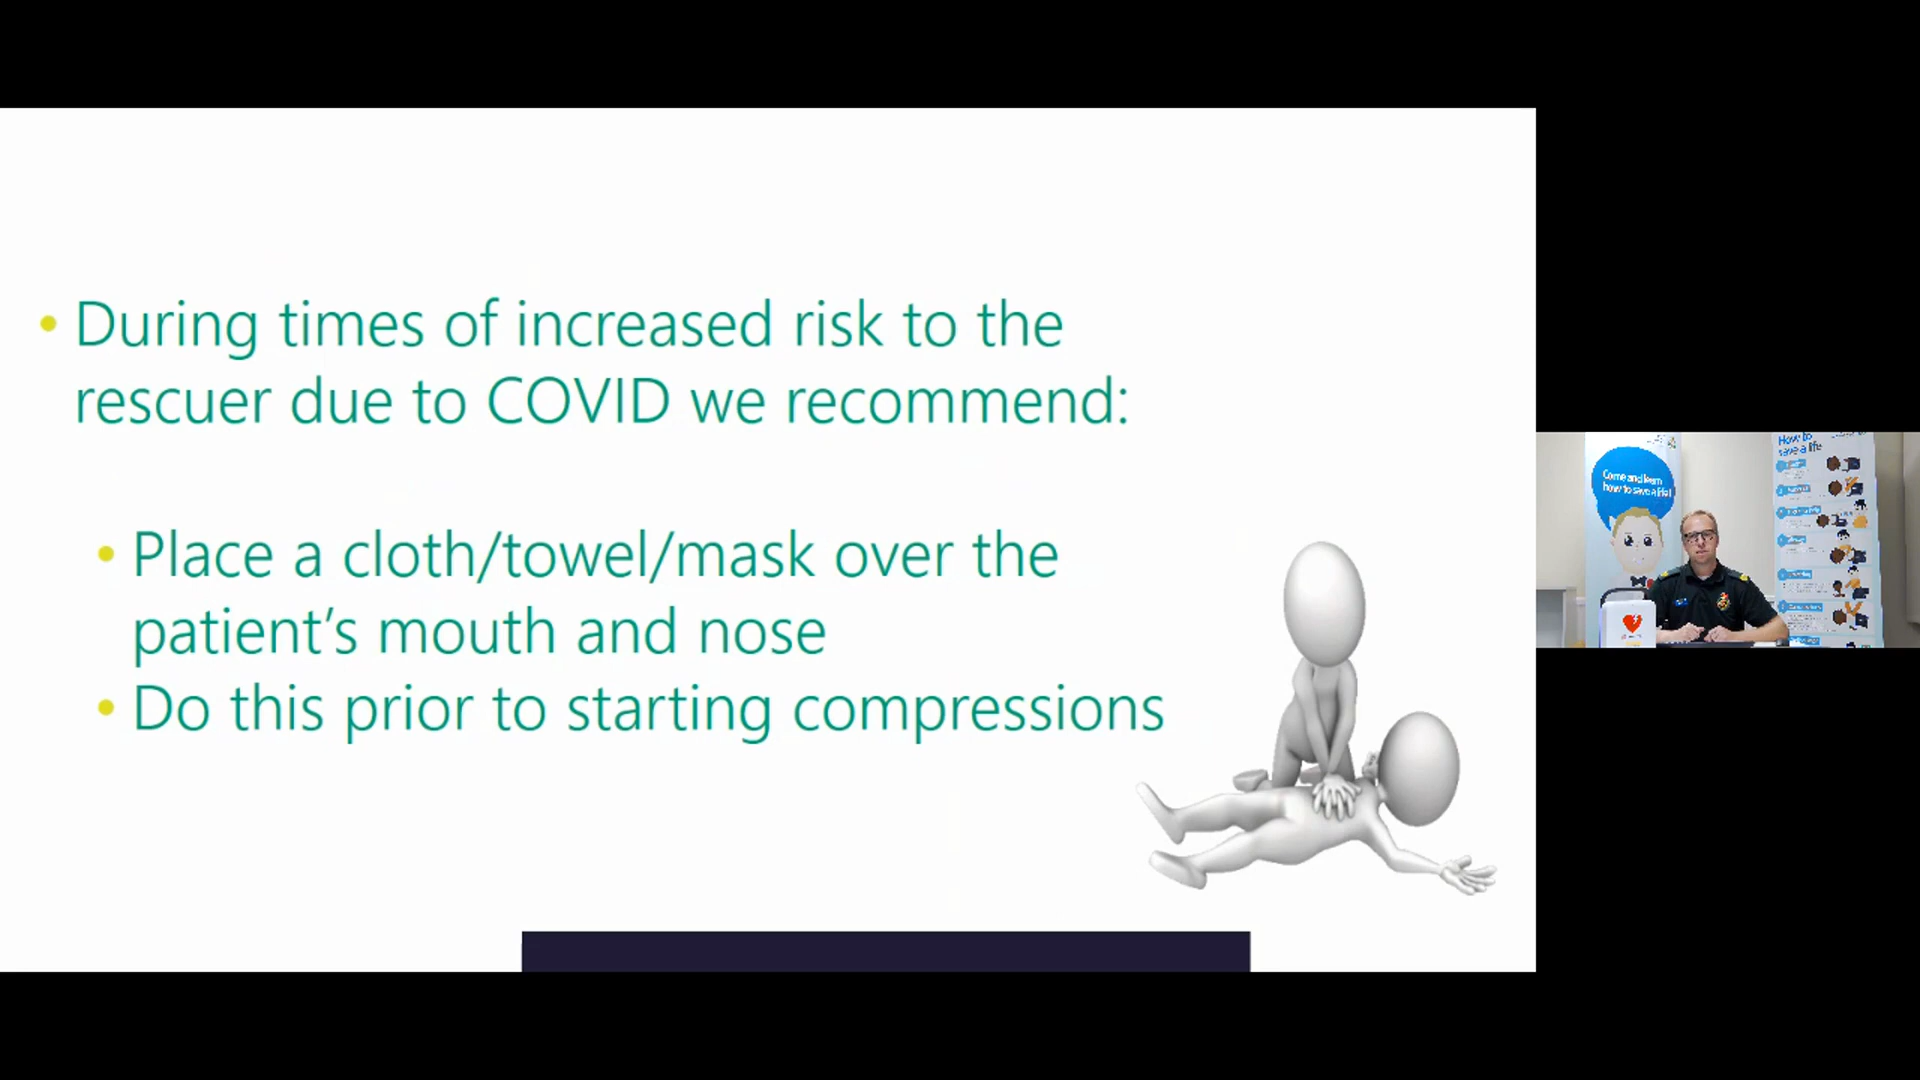 • During times of increased risk to the
rescuer due to COVID we recommend:
• Place a cloth/towel/mask over the
patient’s mouth and nose
• Do this prior to starting compressions
Come and learn
how to save a life!
How to
save a life